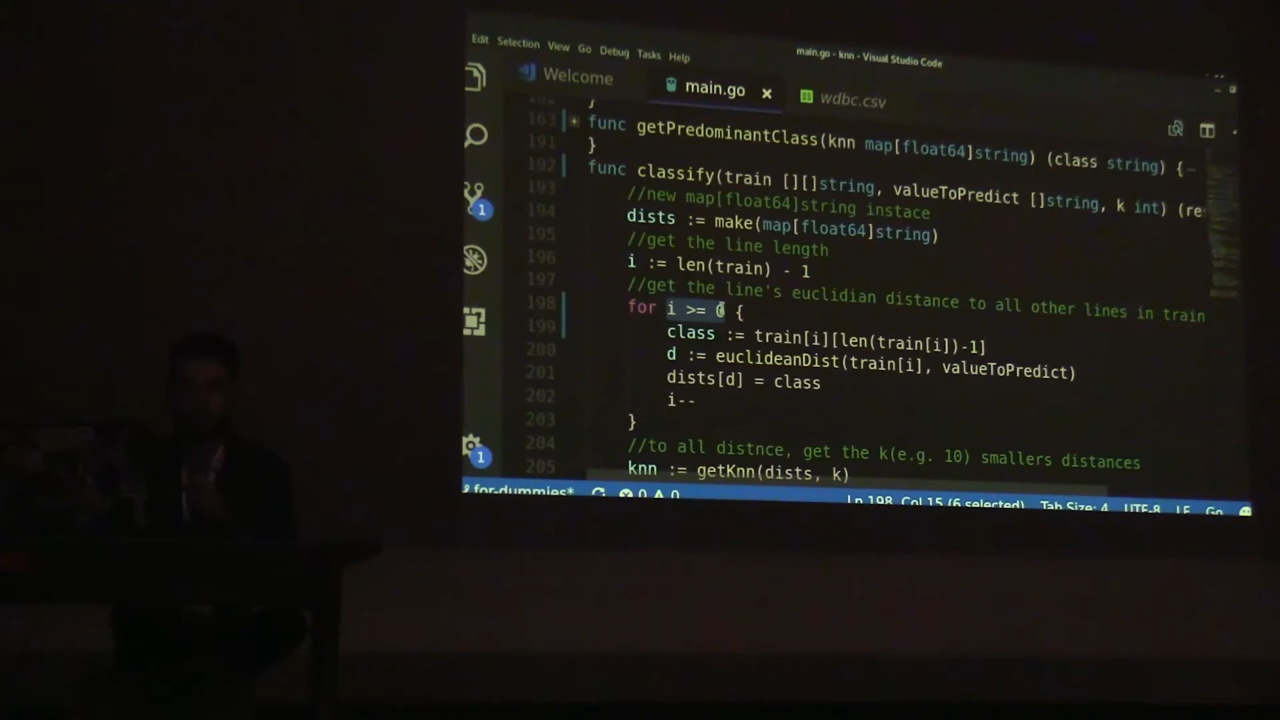 Edit Selection View Go Debug Tasks Help
main.go - knn - Visual Studio Code
Welcome main.go × wdbc.csv
162 }
163 func getPredominantClass(knn map[float64]string) (class string) {
191 }
192 func classify(train [][]string, valueToPredict []string, k int) (re
193 //new map[float64]string instace
194 dists := make(map[float64]string)
195 //get the line length
196 i := len(train) - 1
197 //get the line's euclidian distance to all other lines in train
198 for i >= 0 {
199 class := train[i][len(train[i])-1]
200 d := euclideanDist(train[i], valueToPredict)
201 dists[d] = class
202 i--
203 }
204 //to all distnce, get the k(e.g. 10) smallers distances
205 knn := getKnn(dists, k)
1
1
for-dummies* 0 0 Ln 198, Col 15 (6 selected) Tab Size: 4 UTF-8 LF Go